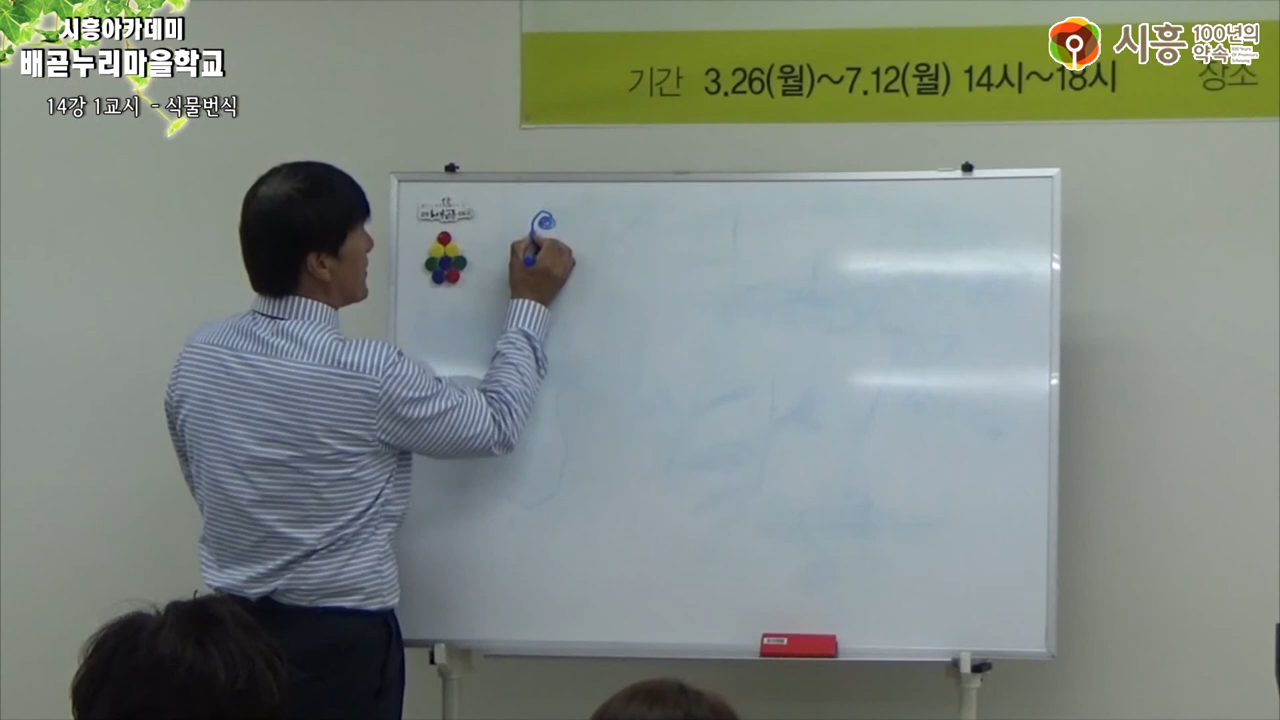 시흥아카데미
배곧누리마을학교
14강 1교시 - 식물번식
기간 3.26(월)~7.12(월) 14시~18시 장소
시흥 100년의
약속